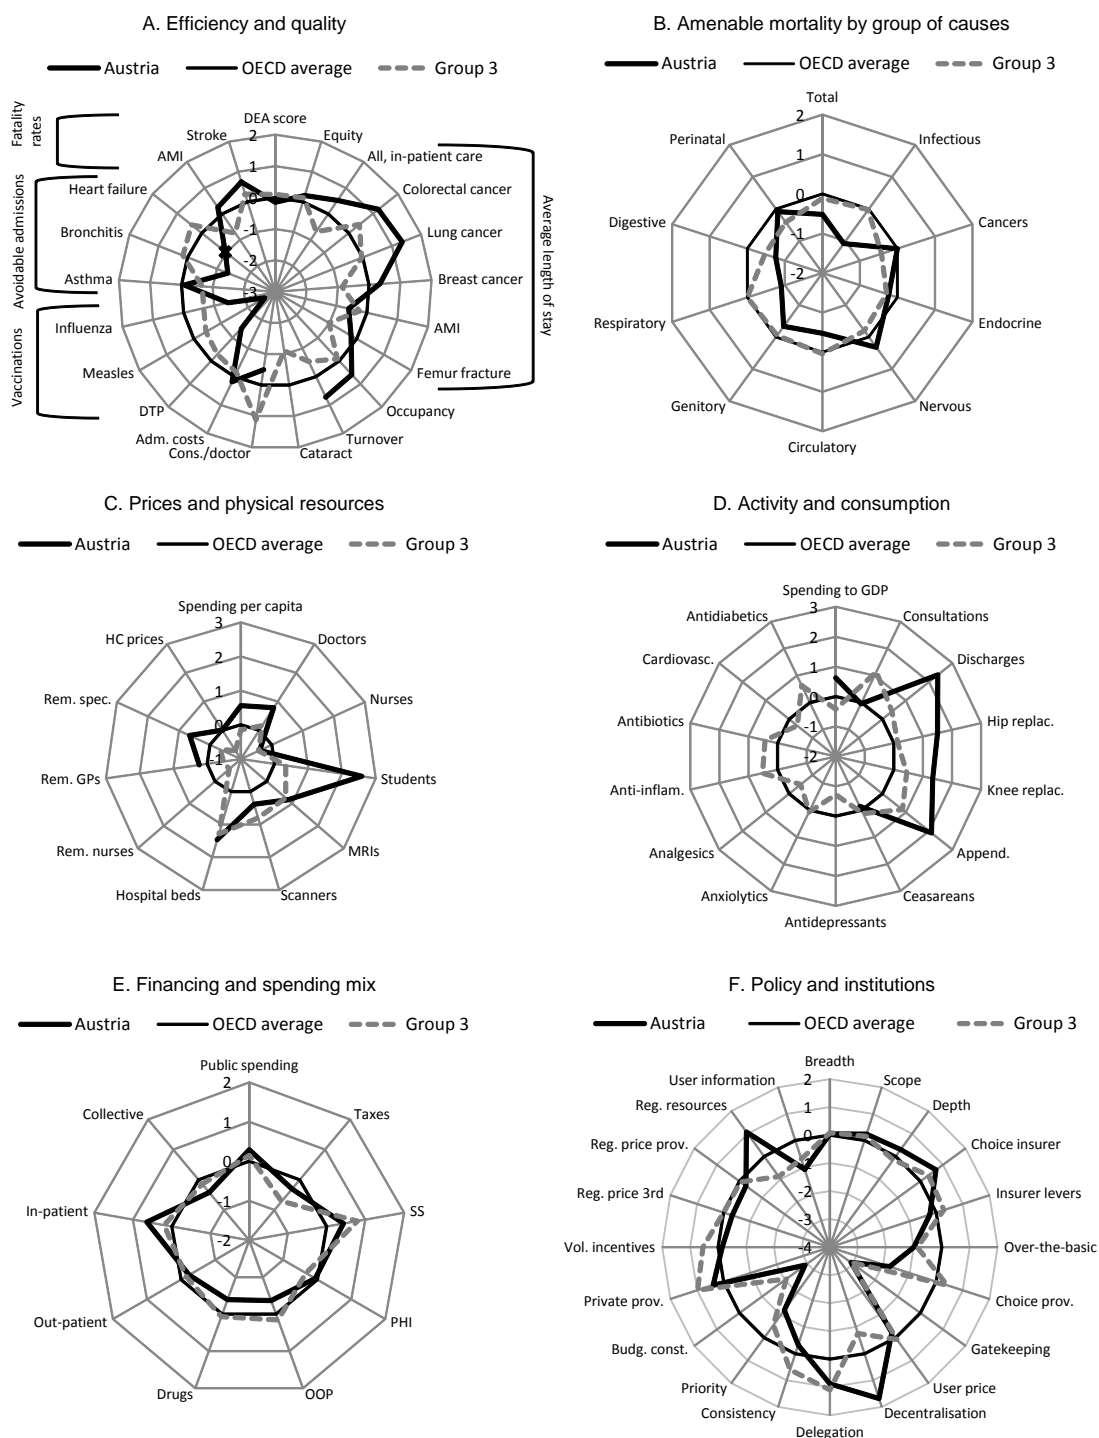 A. Efficiency and quality
Austria OECD average Group 3
Fatality
rates
Avoidable admissions
Vaccinations
Average length of stay
DEA score
Equity
All, in-patient care
Colorectal cancer
Lung cancer
Breast cancer
AMI
Femur fracture
Occupancy
Turnover
Cataract
Cons./doctor
Adm. costs
DTP
Measles
Influenza
Asthma
Bronchitis
Heart failure
AMI
Stroke
2
1
0
-1
-2
-3
B. Amenable mortality by group of causes
Austria OECD average Group 3
Total
Infectious
Cancers
Endocrine
Nervous
Circulatory
Genitory
Respiratory
Digestive
Perinatal
2
1
0
-1
-2
C. Prices and physical resources
Austria OECD average Group 3
Spending per capita
Doctors
Nurses
Students
MRIs
Scanners
Hospital beds
Rem. nurses
Rem. GPs
Rem. spec.
HC prices
3
2
1
0
-1
D. Activity and consumption
Austria OECD average Group 3
Spending to GDP
Consultations
Discharges
Hip replac.
Knee replac.
Append.
Ceasareans
Antidepressants
Anxiolytics
Analgesics
Anti-inflam.
Antibiotics
Cardiovasc.
Antidiabetics
3
2
1
0
-1
-2
E. Financing and spending mix
Austria OECD average Group 3
Public spending
Taxes
SS
PHI
OOP
Drugs
Out-patient
In-patient
Collective
2
1
0
-1
-2
F. Policy and institutions
Austria OECD average Group 3
Breadth
Scope
Depth
Choice insurer
Insurer levers
Over-the-basic
Choice prov.
Gatekeeping
User price
Decentralisation
Delegation
Consistency
Priority
Budg. const.
Private prov.
Vol. incentives
Reg. price 3rd
Reg. price prov.
Reg. resources
User information
2
1
0
-1
-2
-3
-4